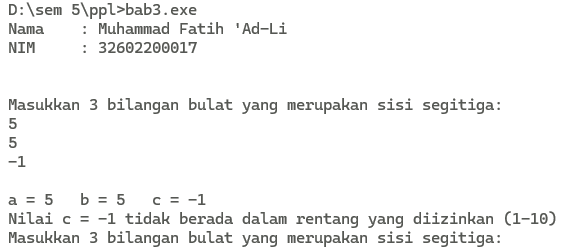 D:\sem 5\ppl>bab3.exe
Nama    : Muhammad Fatih 'Ad-Li
NIM     : 32602200017
Masukkan 3 bilangan bulat yang merupakan sisi segitiga:
5
5
-1
a = 5   b = 5   c = -1
Nilai c = -1 tidak berada dalam rentang yang diizinkan (1-10)
Masukkan 3 bilangan bulat yang merupakan sisi segitiga: